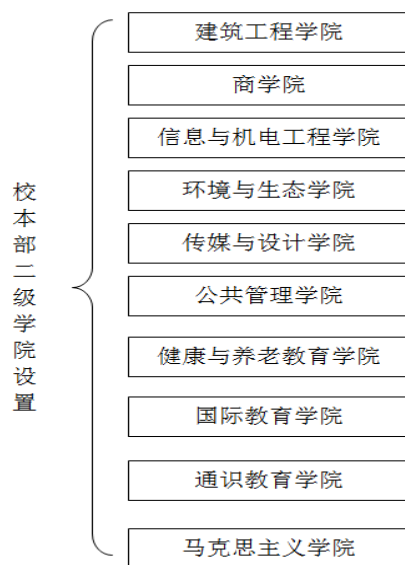 校本部二级学院设置
建筑工程学院
商学院
信息与机电工程学院
环境与生态学院
传媒与设计学院
公共管理学院
健康与养老教育学院
国际教育学院
通识教育学院
马克思主义学院